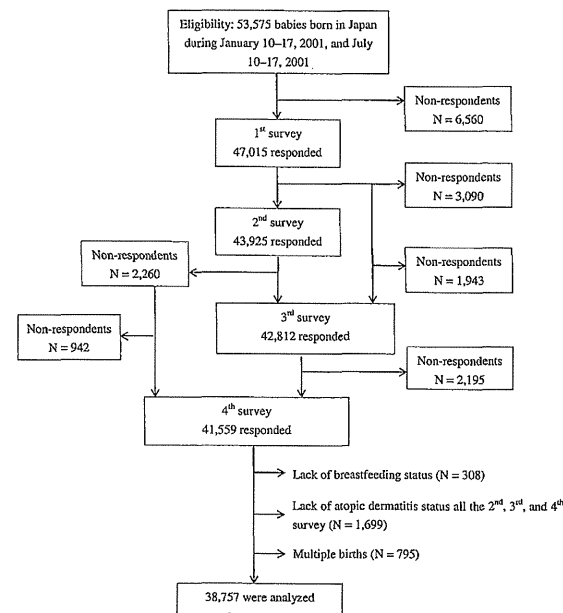 Eligibility: 53,575 babies born in Japan
during January 10–17, 2001, and July
10–17, 2001
Non-respondents
N = 6,560
1st survey
47,015 responded
Non-respondents
N = 3,090
2nd survey
43,925 responded
Non-respondents
N = 2,260
Non-respondents
N = 1,943
3rd survey
42,812 responded
Non-respondents
N = 942
Non-respondents
N = 2,195
4th survey
41,559 responded
Lack of breastfeeding status (N = 308)
Lack of atopic dermatitis status all the 2nd, 3rd, and 4th
survey (N = 1,699)
Multiple births (N = 795)
38,757 were analyzed